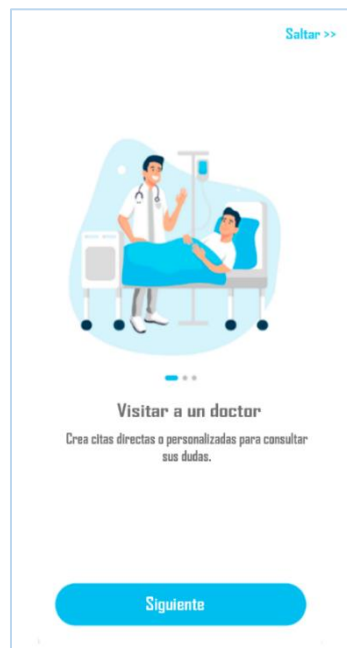 Saltar >>
Visitar a un doctor
Crea citas directas o personalizadas para consultar
sus dudas.
Siguiente